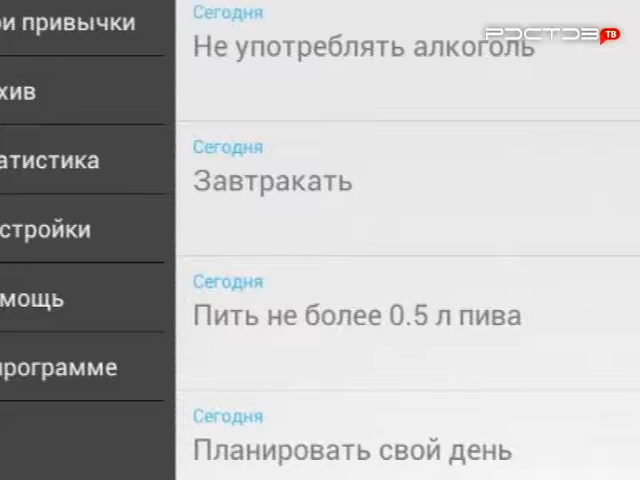 ри привычки
хив
атистика
стройки
мощь
программе
Сегодня
Не употреблять алкоголь
Сегодня
Завтракать
Сегодня
Пить не более 0.5 л пива
Сегодня
Планировать свой день
РОСТОВ ТВ